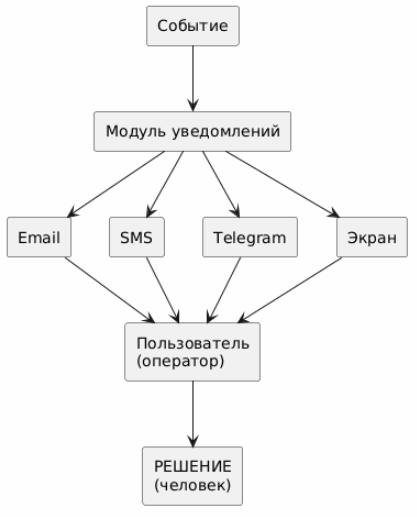 Событие
Модуль уведомлений
Email
SMS
Telegram
Экран
Пользователь
(оператор)
РЕШЕНИЕ
(человек)